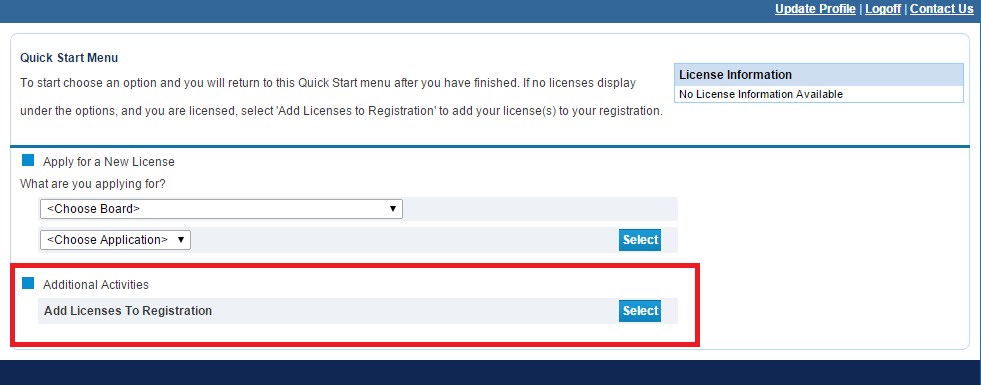 Update Profile | Logoff | Contact Us
Quick Start Menu
To start choose an option and you will return to this Quick Start menu after you have finished. If no licenses display
under the options, and you are licensed, select 'Add Licenses to Registration' to add your license(s) to your registration.
License Information
No License Information Available
Apply for a New License
What are you applying for?
<Choose Board>
<Choose Application> Select
Additional Activities
Add Licenses To Registration Select